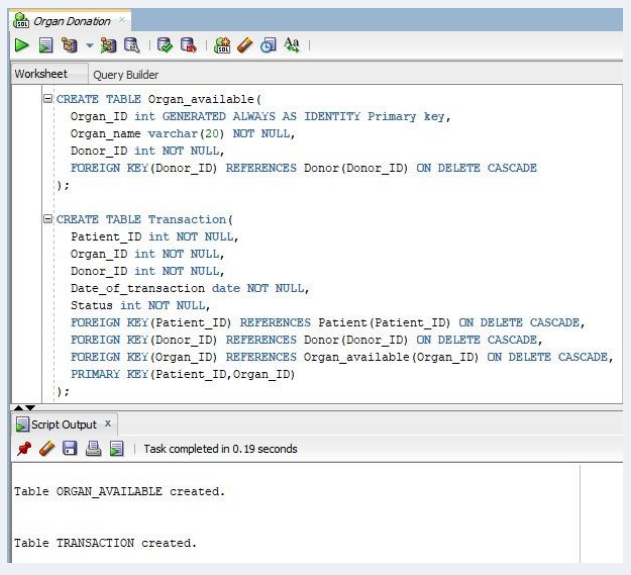 Organ Donation
Worksheet Query Builder
CREATE TABLE Organ_available(
Organ_ID int GENERATED ALWAYS AS IDENTITY Primary key,
Organ_name varchar(20) NOT NULL,
Donor_ID int NOT NULL,
FOREIGN KEY(Donor_ID) REFERENCES Donor(Donor_ID) ON DELETE CASCADE
);
CREATE TABLE Transaction(
Patient_ID int NOT NULL,
Organ_ID int NOT NULL,
Donor_ID int NOT NULL,
Date_of_transaction date NOT NULL,
Status int NOT NULL,
FOREIGN KEY(Patient_ID) REFERENCES Patient(Patient_ID) ON DELETE CASCADE,
FOREIGN KEY(Donor_ID) REFERENCES Donor(Donor_ID) ON DELETE CASCADE,
FOREIGN KEY(Organ_ID) REFERENCES Organ_available(Organ_ID) ON DELETE CASCADE,
PRIMARY KEY(Patient_ID,Organ_ID)
);
Script Output x
Task completed in 0.19 seconds
Table ORGAN_AVAILABLE created.
Table TRANSACTION created.